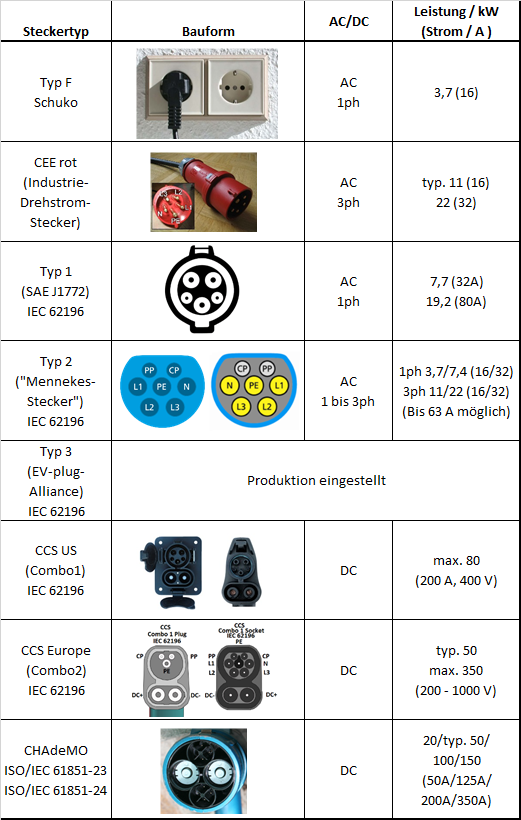 Steckertyp
Bauform
AC/DC
Leistung / kW
(Strom / A )
Typ F
Schuko
AC
1ph
3,7 (16)
CEE rot
(Industrie-
Drehstrom-
Stecker)
L3 L2
N L1
PE
AC
3ph
typ. 11 (16)
22 (32)
Typ 1
(SAE J1772)
IEC 62196
AC
1ph
7,7 (32A)
19,2 (80A)
Typ 2
("Mennekes-
Stecker")
IEC 62196
PP CP
L1 PE N
L2 L3
CP PP
N PE L1
L3 L2
AC
1 bis 3ph
1ph 3,7/7,4 (16/32)
3ph 11/22 (16/32)
(Bis 63 A möglich)
Typ 3
(EV-plug-
Alliance)
IEC 62196
Produktion eingestellt
CCS US
(Combo1)
IEC 62196
DC
max. 80
(200 A, 400 V)
CCS Europe
(Combo2)
IEC 62196
CCS
Combo 1 Plug
IEC 62196
CP PP
PE
DC+ DC-
CCS
Combo 1 Socket
IEC 62196
PE
PP CP
L1 N
L2 L3
DC- DC+
DC
typ. 50
max. 350
(200 - 1000 V)
CHAdeMO
ISO/IEC 61851-23
ISO/IEC 61851-24
DC
20/typ. 50/
100/150
(50A/125A/
200A/350A)